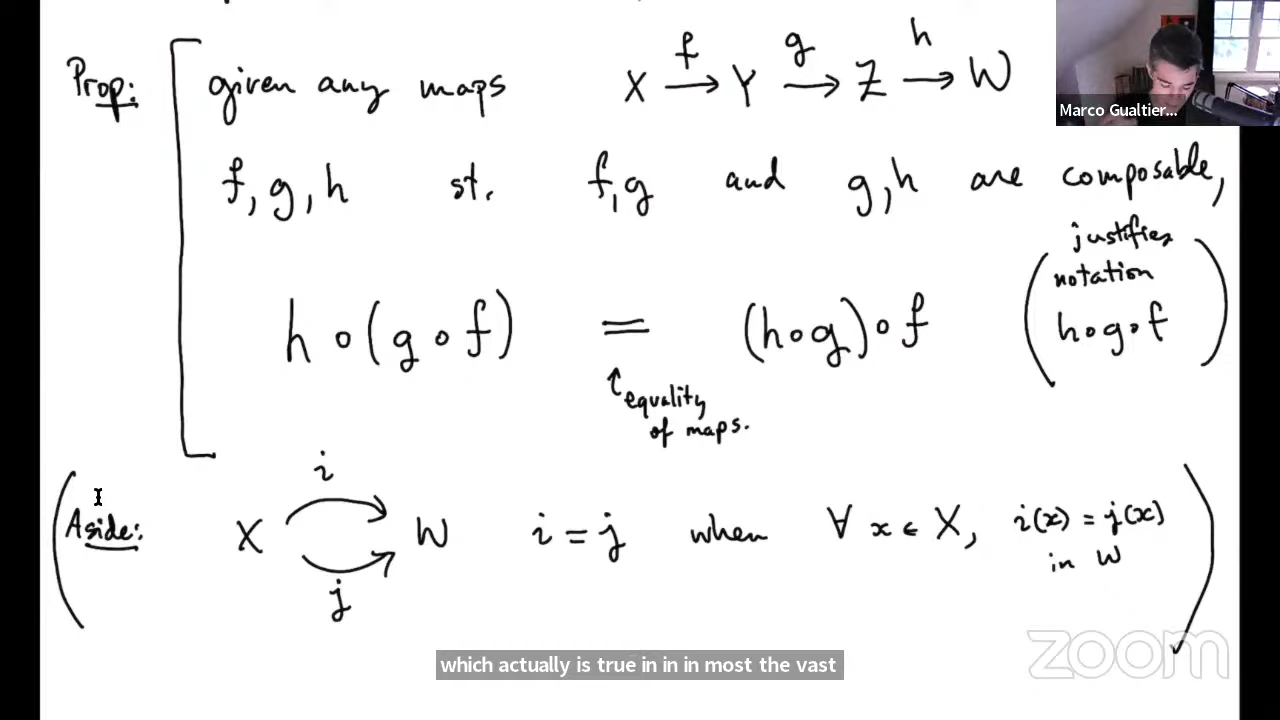 Prop: given any maps X →f Y →g Z →h W
f, g, h st. f,g and g,h are composable,
h∘(g∘f) = (h∘g)∘f
(justifies
notation
h∘g∘f)
↑ equality
of maps.
(Aside: X i j W i = j when ∀ x ∈ X, i(x) = j(x)
in W)
Marco Gualtier...
which actually is true in in in most the vast
zoom